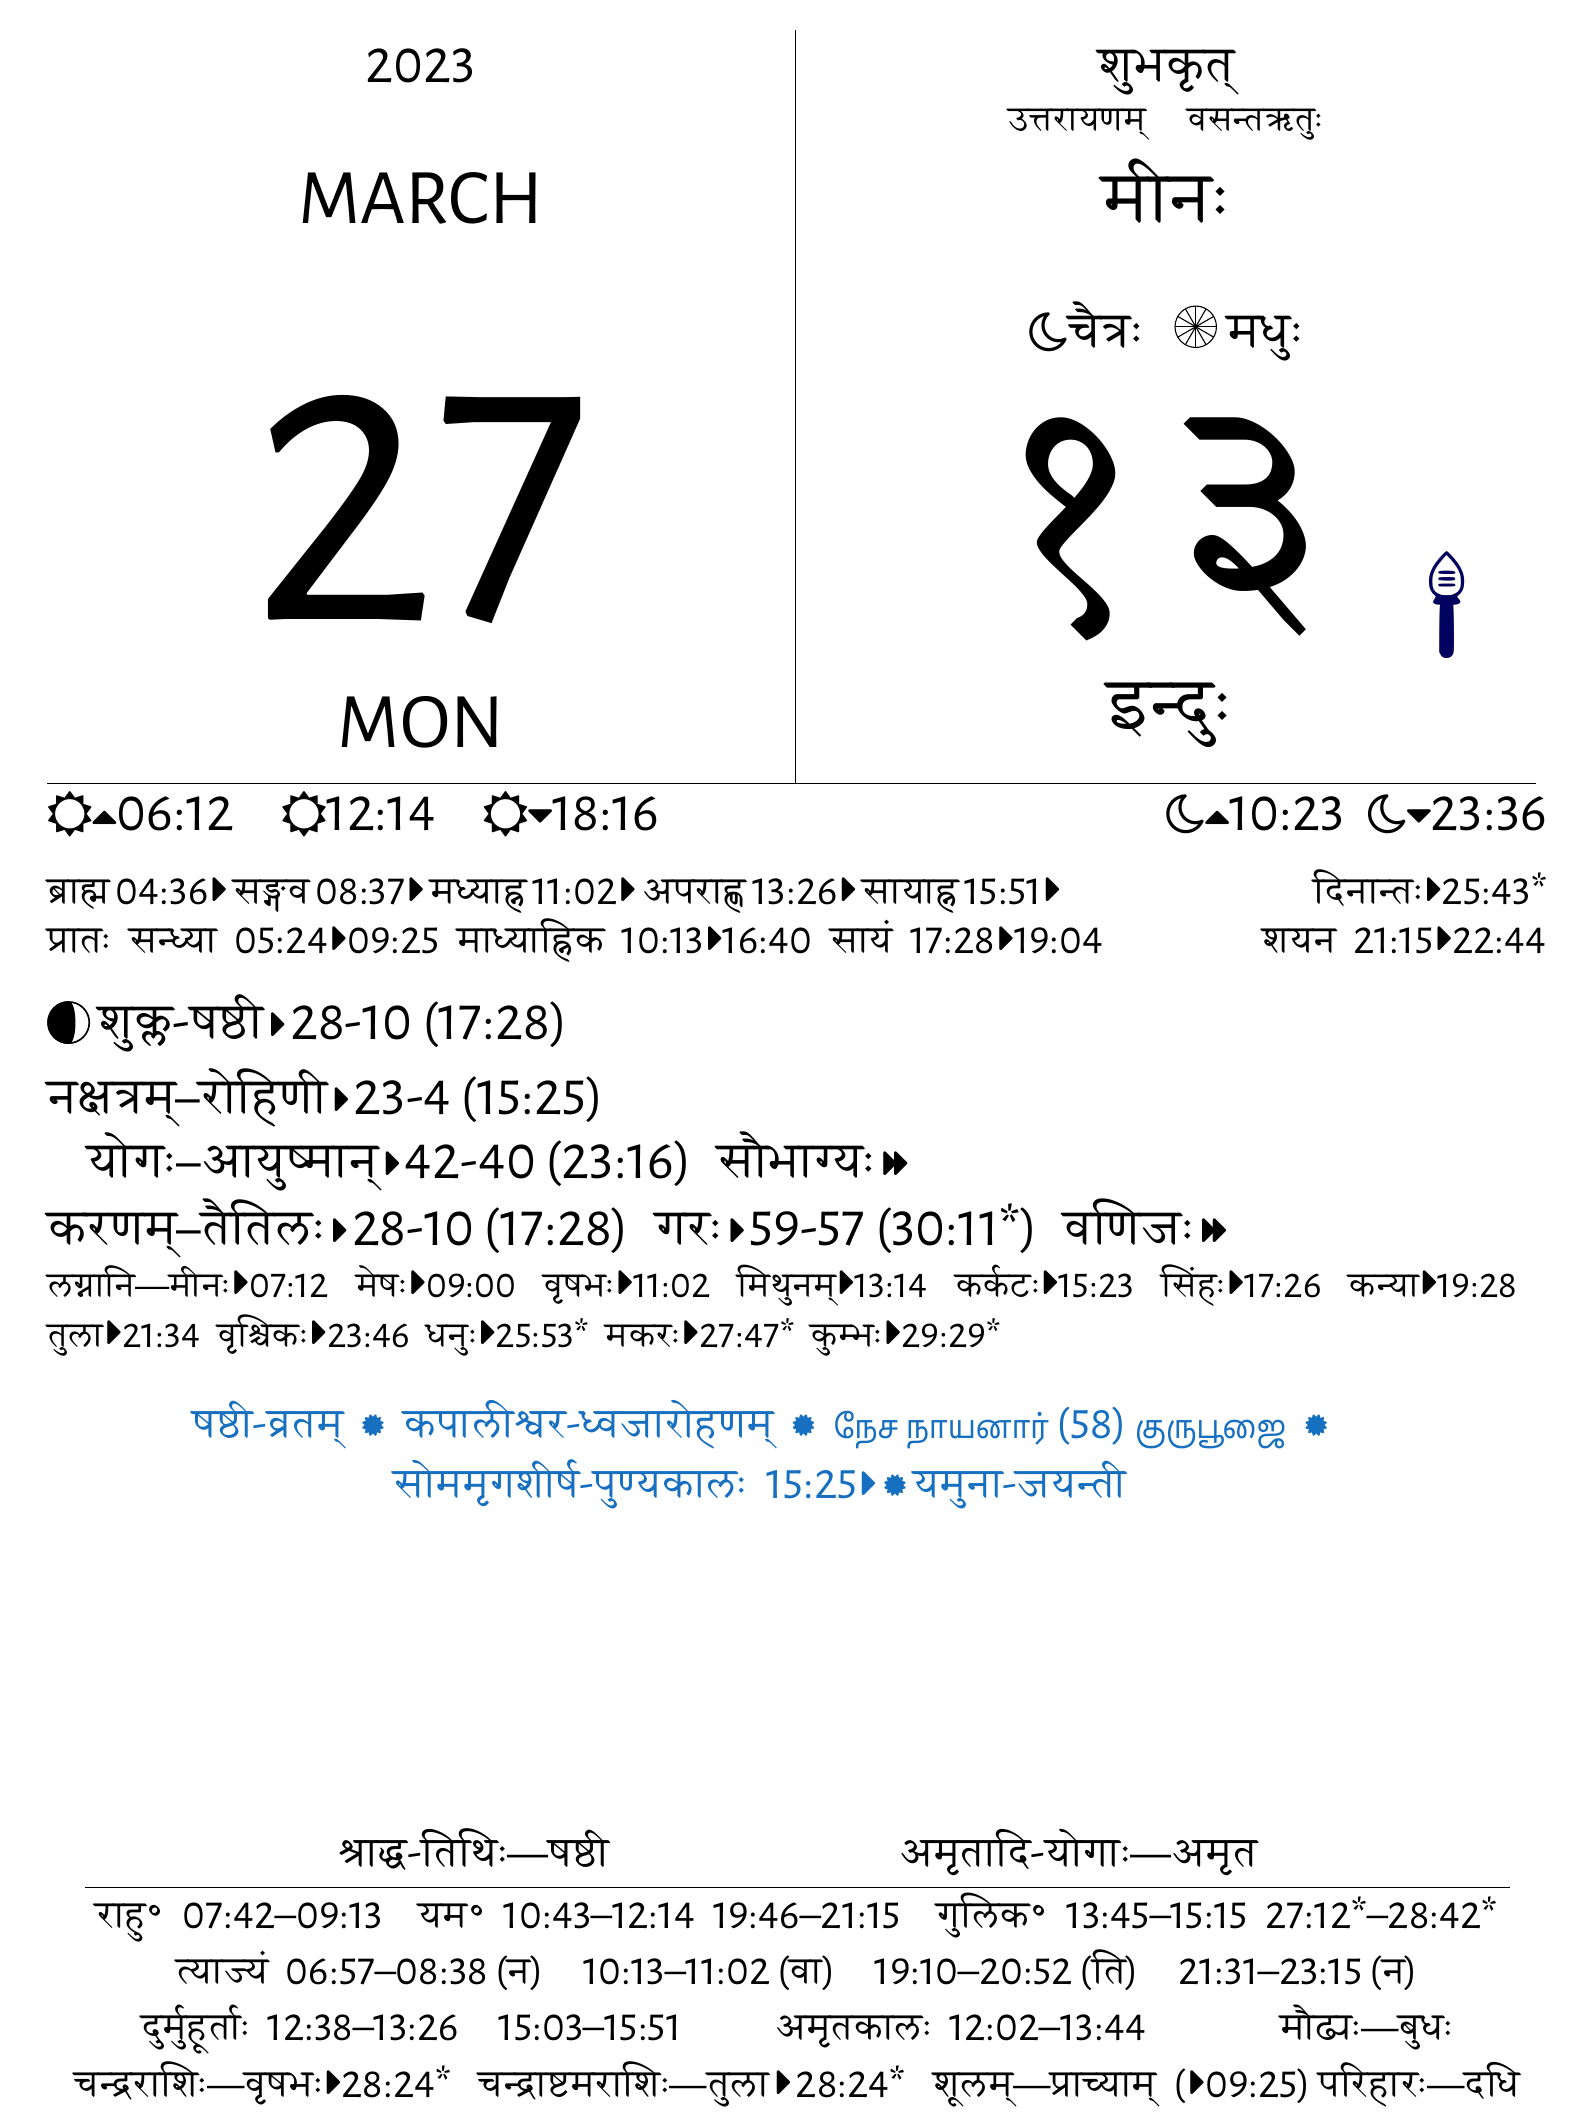 2023
MARCH
27
MON
शुभकृत्
उत्तरायणम् वसन्तऋतुः
मीनः
चैत्रः मधुः
१३
इन्दुः
06:12 12:14 18:16 10:23 23:36
ब्राह्म 04:36 सङ्गव 08:37 मध्याह्न 11:02 अपराह्ण 13:26 सायाह्न 15:51 दिनान्तः 25:43*
प्रातः सन्ध्या 05:24 09:25 माध्याह्निक 10:13 16:40 सायं 17:28 19:04 शयन 21:15 22:44
शुक्ल-षष्ठी 28-10 (17:28)
नक्षत्रम्–रोहिणी 23-4 (15:25)
योगः–आयुष्मान् 42-40 (23:16) सौभाग्यः
करणम्–तैतिलः 28-10 (17:28) गरः 59-57 (30:11*) वणिजः
लग्नानि—मीनः 07:12 मेषः 09:00 वृषभः 11:02 मिथुनम् 13:14 कर्कटः 15:23 सिंहः 17:26 कन्या 19:28
तुला 21:34 वृश्चिकः 23:46 धनुः 25:53* मकरः 27:47* कुम्भः 29:29*
षष्ठी-व्रतम् ✹ कपालीश्वर-ध्वजारोहणम् ✹ நேச நாயனார் (58) குருபூஜை ✹
सोममृगशीर्ष-पुण्यकालः 15:25 ✹ यमुना-जयन्ती
श्राद्ध-तिथिः—षष्ठी अमृतादि-योगाः—अमृत
राहु॰ 07:42–09:13 यम॰ 10:43–12:14 19:46–21:15 गुलिक॰ 13:45–15:15 27:12*–28:42*
त्याज्यं 06:57–08:38 (न) 10:13–11:02 (वा) 19:10–20:52 (ति) 21:31–23:15 (न)
दुर्मुहूर्ताः 12:38–13:26 15:03–15:51 अमृतकालः 12:02–13:44 मौढ्यः—बुधः
चन्द्रराशिः—वृषभः 28:24* चन्द्राष्टमराशिः—तुला 28:24* शूलम्—प्राच्याम् (09:25) परिहारः—दधि